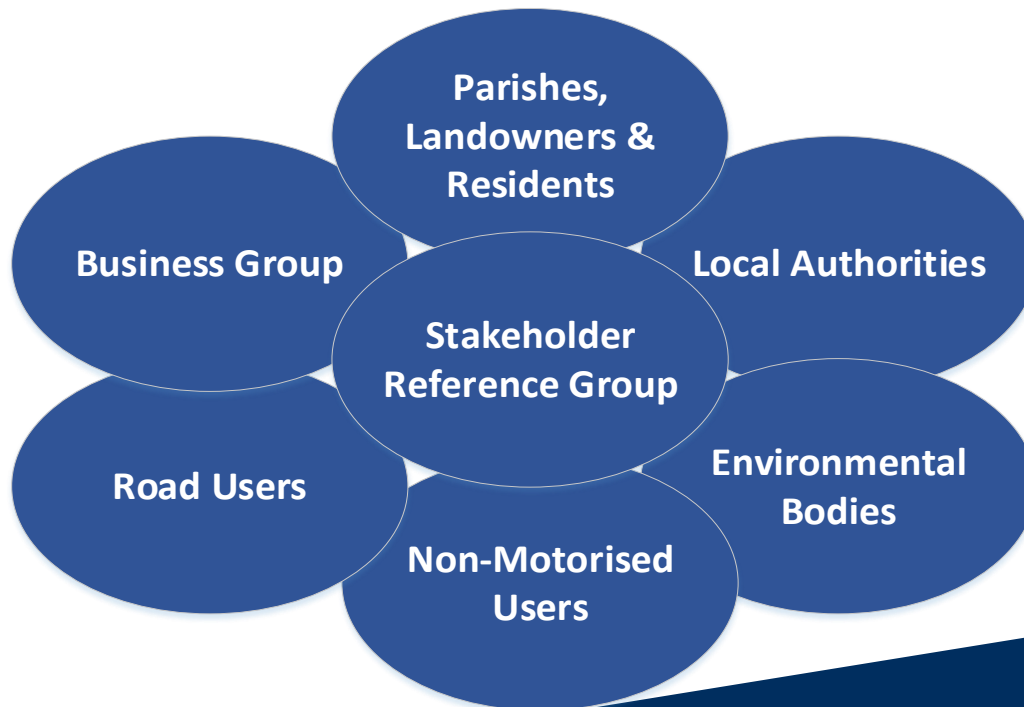 Parishes,
Landowners &
Residents
Business Group
Local Authorities
Stakeholder
Reference Group
Road Users
Environmental
Bodies
Non-Motorised
Users